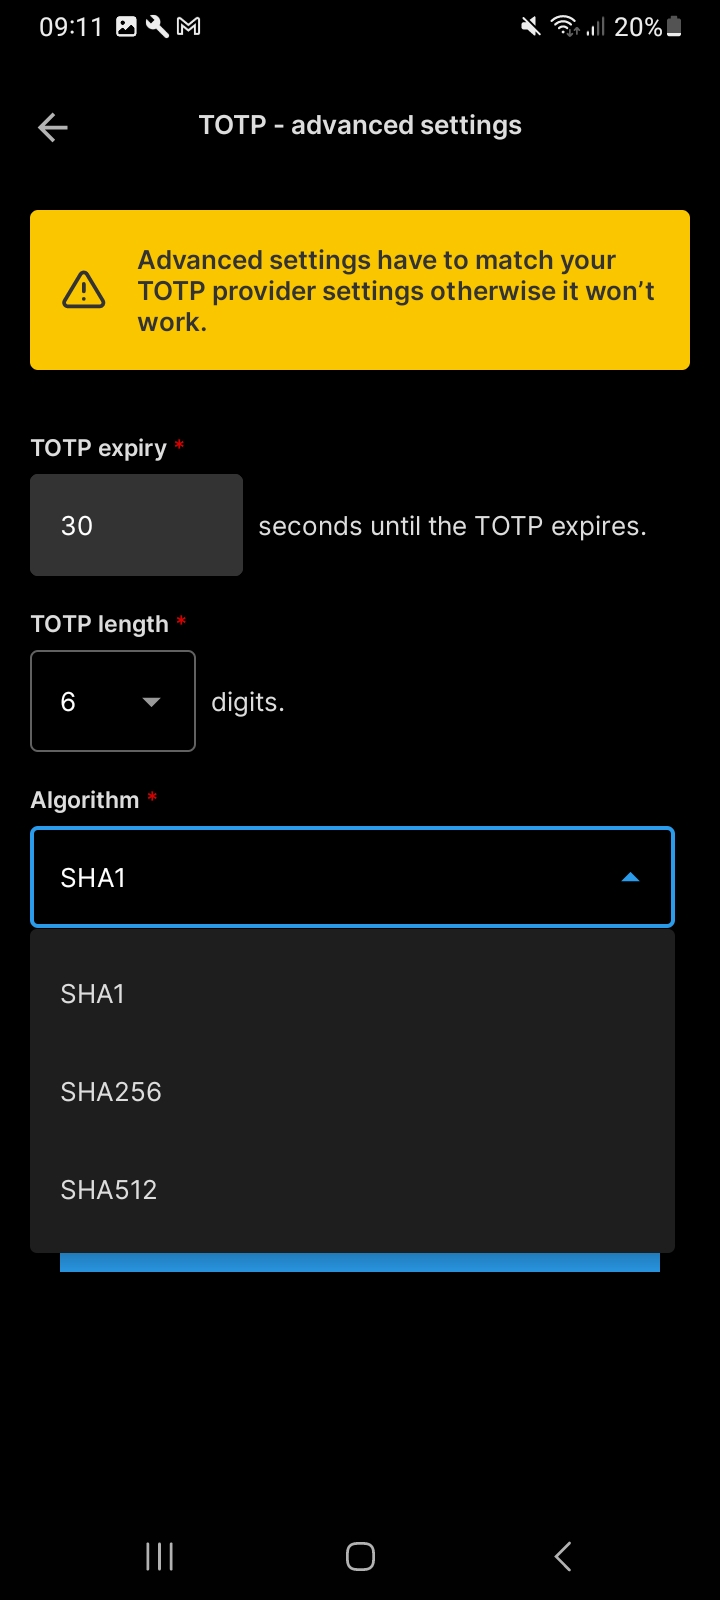 09:11
20%
TOTP - advanced settings
Advanced settings have to match your
TOTP provider settings otherwise it won’t
work.
TOTP expiry *
30 seconds until the TOTP expires.
TOTP length *
6 digits.
Algorithm *
SHA1
SHA1
SHA256
SHA512